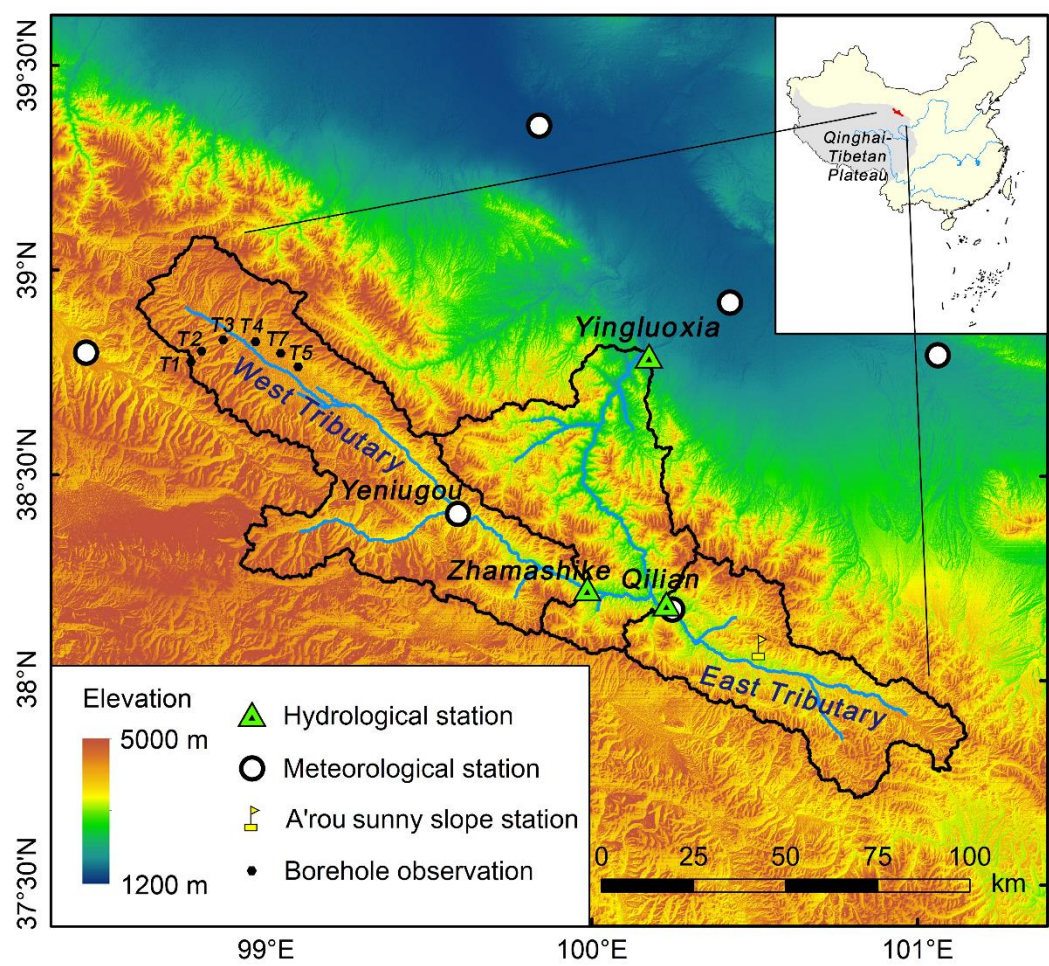 39°30'N
39°N
38°30'N
38°N
37°30'N
99°E
100°E
101°E
Qinghai-
Tibetan
Plateau
Yingluoxia
T1
T2
T3
T4
T7
T5
West Tributary
Yeniugou
Zhamashike
Qilian
East Tributary
Elevation
5000 m
1200 m
Hydrological station
Meteorological station
A'rou sunny slope station
Borehole observation
0 25 50 75 100
km